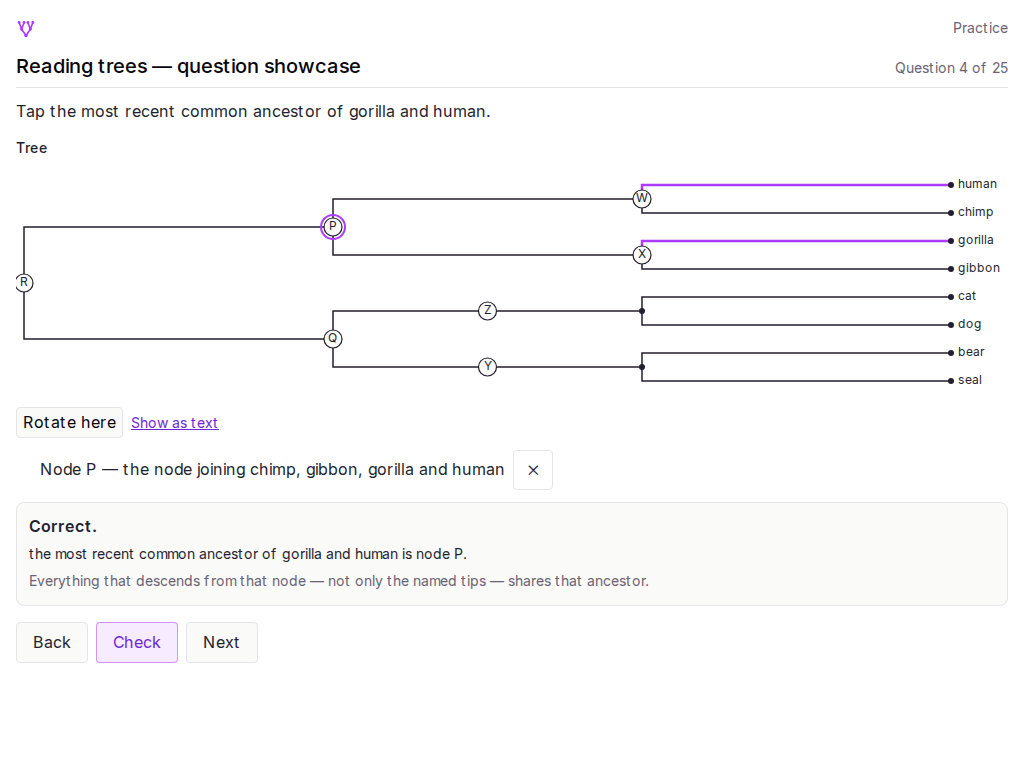 Practice
Reading trees — question showcase
Question 4 of 25
Tap the most recent common ancestor of gorilla and human.
Tree
human
W
chimp
P
gorilla
X
gibbon
R
cat
Z
dog
Q
bear
Y
seal
Rotate here Show as text
Node P — the node joining chimp, gibbon, gorilla and human ×
Correct.
the most recent common ancestor of gorilla and human is node P.
Everything that descends from that node — not only the named tips — shares that ancestor.
Back Check Next